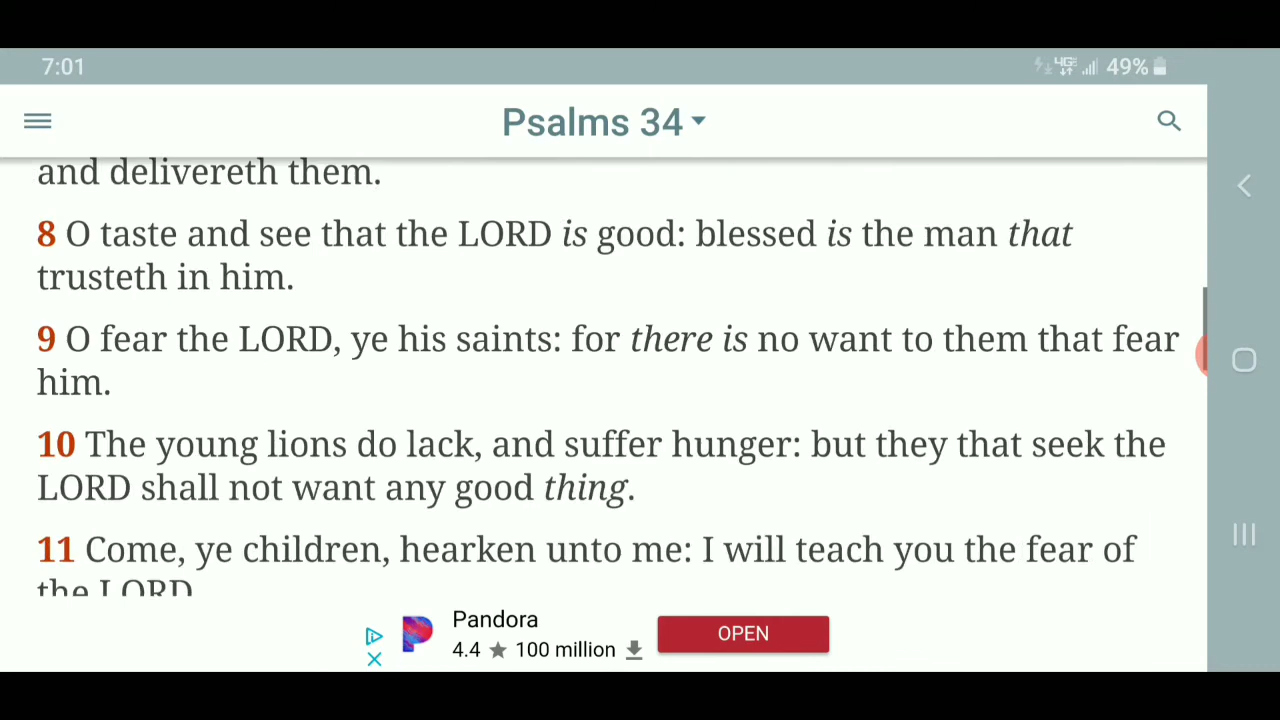 7:01
4G 49%
Psalms 34
and delivereth them.
8 O taste and see that the LORD is good: blessed is the man that
trusteth in him.
9 O fear the LORD, ye his saints: for there is no want to them that fear
him.
10 The young lions do lack, and suffer hunger: but they that seek the
LORD shall not want any good thing.
11 Come, ye children, hearken unto me: I will teach you the fear of
the LORD
Pandora
4.4 ★ 100 million
OPEN